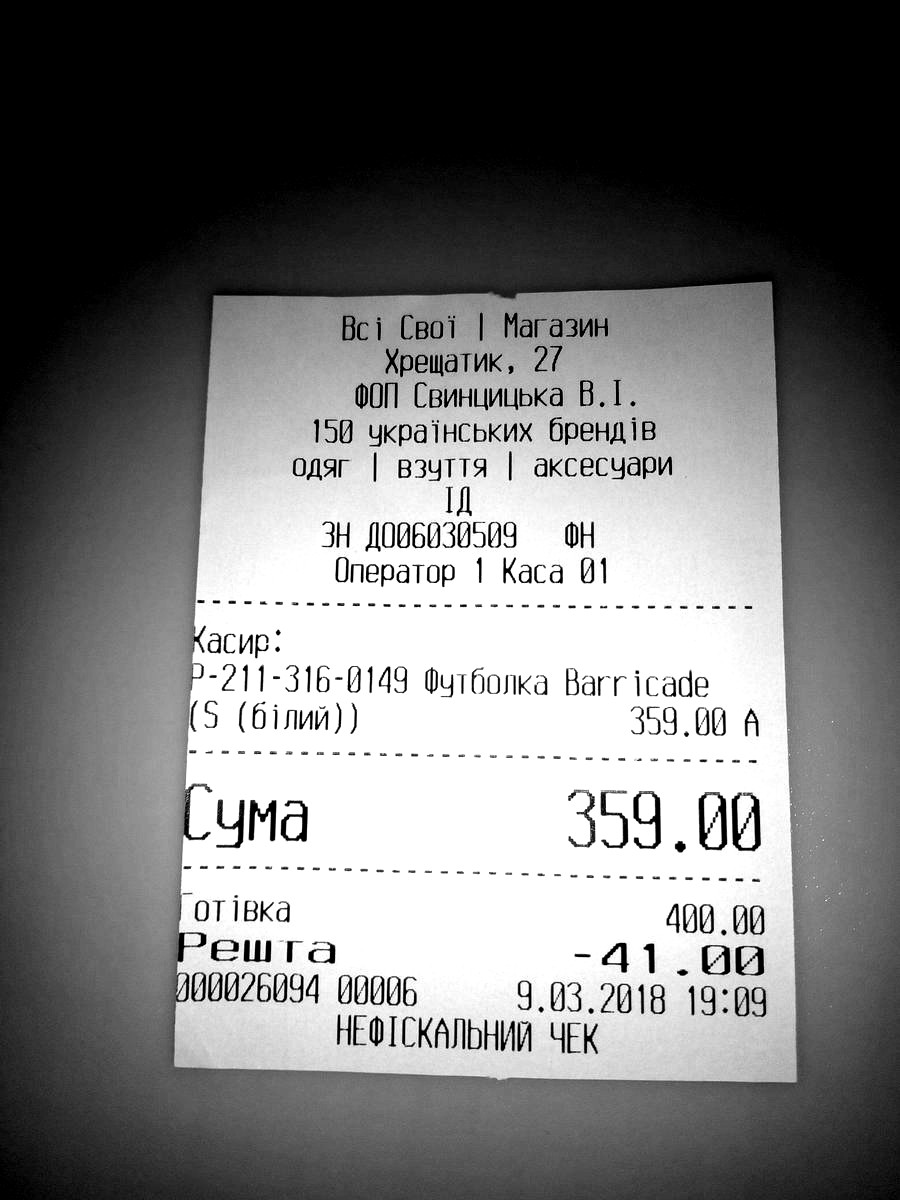 Всі Свої | Магазин
Хрещатик, 27
ФОП Свинцицька В.І.
150 українських брендів
одяг | взуття | аксесуари
ІД
ЗН ДО06030509 ФН
Оператор 1 Каса 01
Касир:
Р-211-316-0149 Футболка Barricade
(S (білий)) 359.00 А
Сума 359.00
Готівка 400.00
Решта -41.00
000026094 00006 9.03.2018 19:09
НЕФІСКАЛЬНИЙ ЧЕК